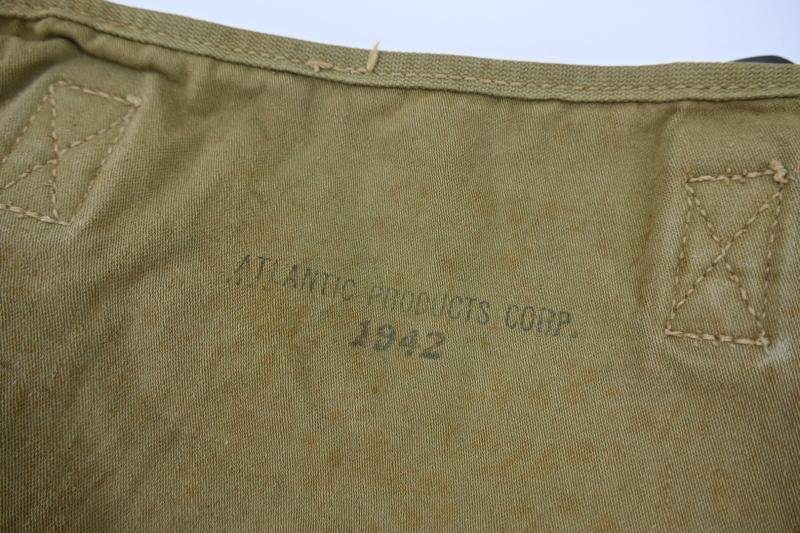 ATLANTIC PRODUCTS CORP.
1942